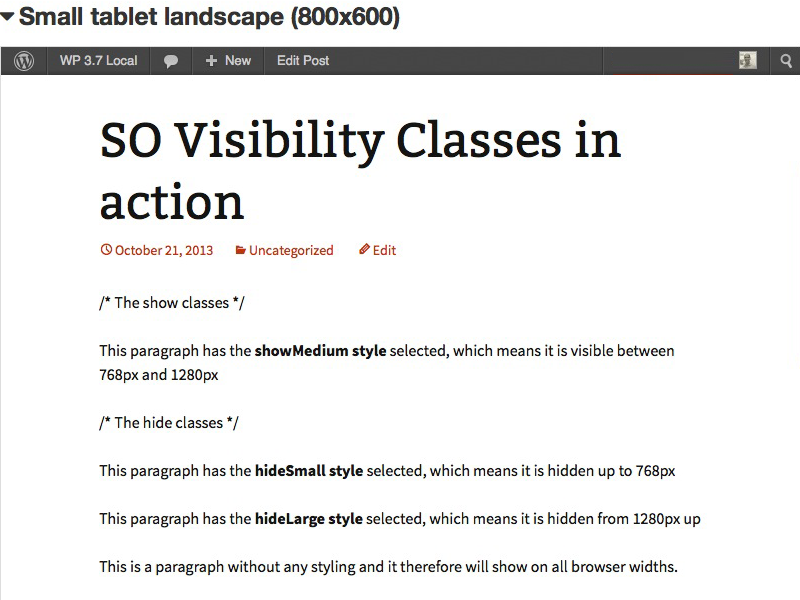 Small tablet landscape (800x600)
WP 3.7 Local
New
Edit Post
SO Visibility Classes in
action
October 21, 2013 Uncategorized Edit
/* The show classes */
This paragraph has the showMedium style selected, which means it is visible between
768px and 1280px
/* The hide classes */
This paragraph has the hideSmall style selected, which means it is hidden up to 768px
This paragraph has the hideLarge style selected, which means it is hidden from 1280px up
This is a paragraph without any styling and it therefore will show on all browser widths.